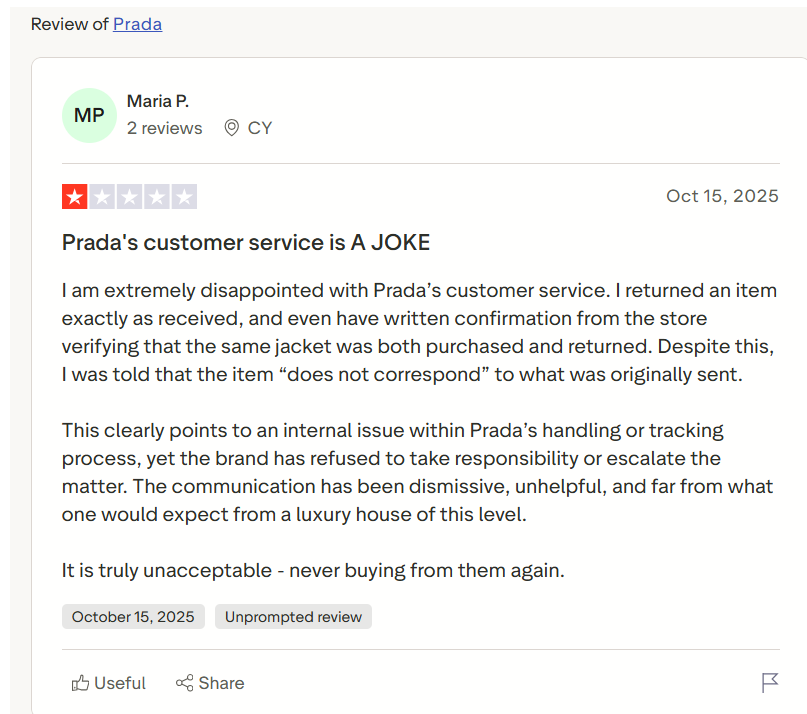 Review of Prada
MP
Maria P.
2 reviews CY
Oct 15, 2025
Prada's customer service is A JOKE
I am extremely disappointed with Prada’s customer service. I returned an item
exactly as received, and even have written confirmation from the store
verifying that the same jacket was both purchased and returned. Despite this,
I was told that the item “does not correspond” to what was originally sent.
This clearly points to an internal issue within Prada’s handling or tracking
process, yet the brand has refused to take responsibility or escalate the
matter. The communication has been dismissive, unhelpful, and far from what
one would expect from a luxury house of this level.
It is truly unacceptable - never buying from them again.
October 15, 2025 Unprompted review
Useful Share